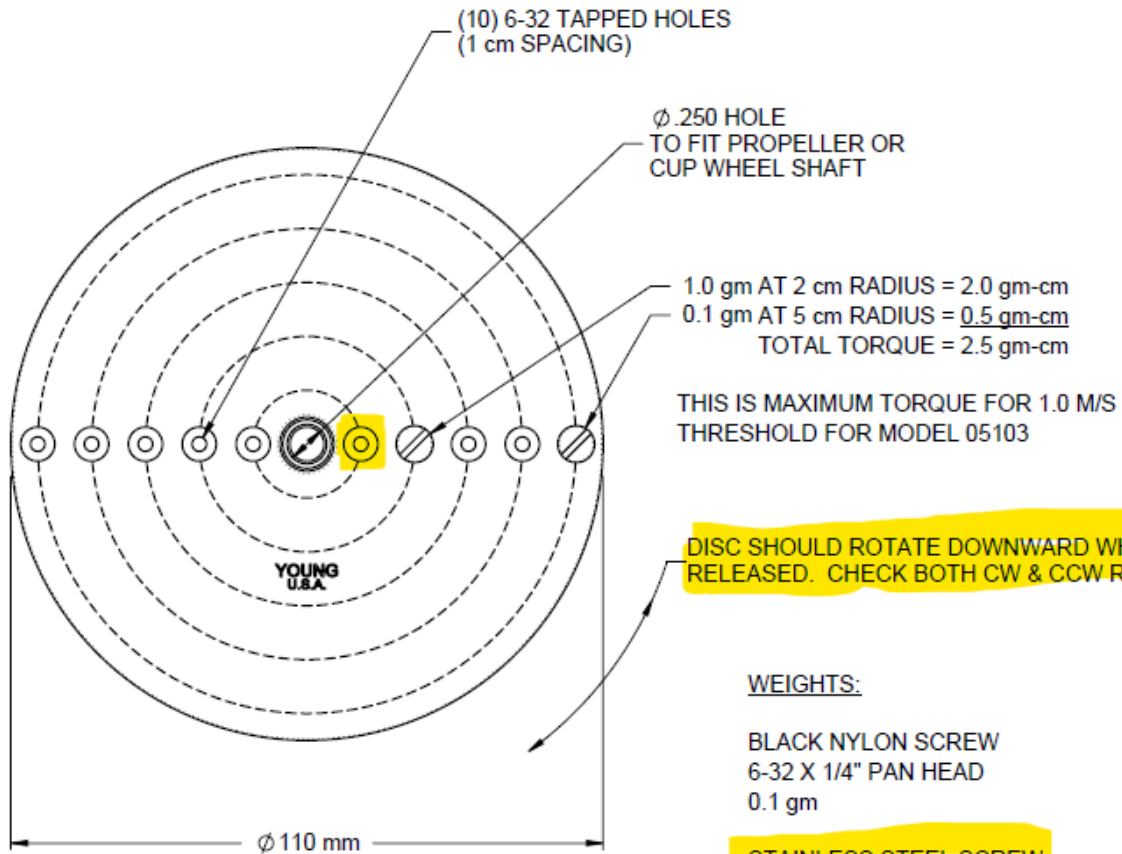 (10) 6-32 TAPPED HOLES
(1 cm SPACING)
Ø.250 HOLE
TO FIT PROPELLER OR
CUP WHEEL SHAFT
1.0 gm AT 2 cm RADIUS = 2.0 gm-cm
0.1 gm AT 5 cm RADIUS = 0.5 gm-cm
TOTAL TORQUE = 2.5 gm-cm
THIS IS MAXIMUM TORQUE FOR 1.0 M/S
THRESHOLD FOR MODEL 05103
YOUNG
U.S.A.
DISC SHOULD ROTATE DOWNWARD
RELEASED. CHECK BOTH CW & CCW
WEIGHTS:
BLACK NYLON SCREW
6-32 X 1/4" PAN HEAD
0.1 gm
Ø 110 mm
STAINLESS STEEL SCREW